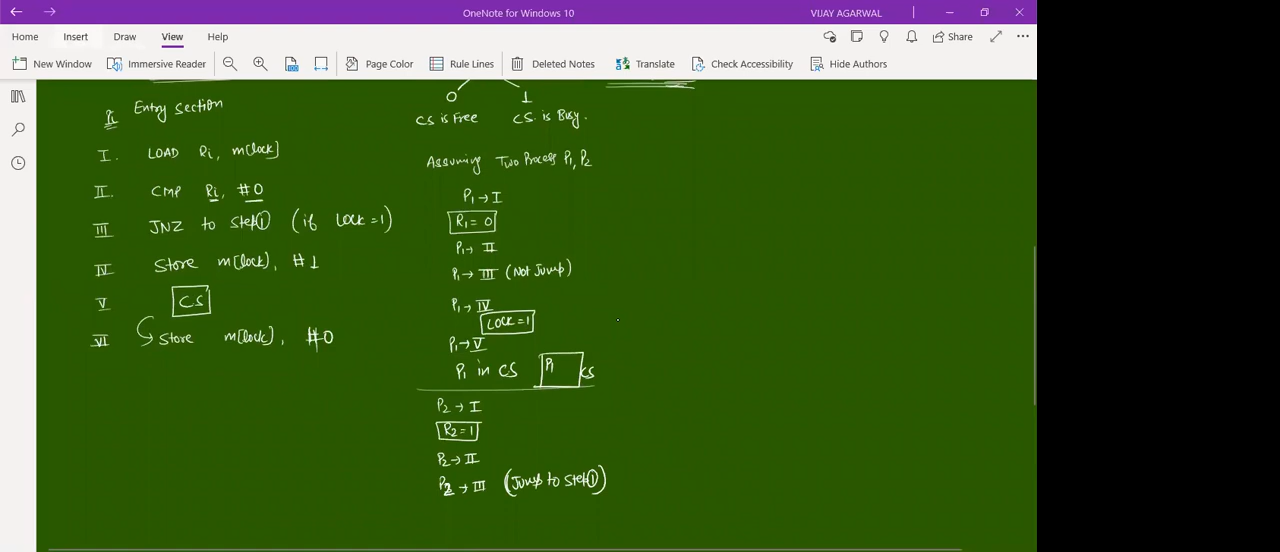 OneNote for Windows 10
VIJAY AGARWAL
Home Insert Draw View Help
Share
New Window Immersive Reader Page Color Rule Lines Deleted Notes Translate Check Accessibility Hide Authors
Pi Entry section
I. LOAD Ri, m[lock]
II. CMP Ri, #0
III JNZ to step① (if LOCK=1)
IV Store m[lock], #1
V CS
VI Store m[lock], #0
0 1
CS is Free CS. is Busy.
Assuming Two Process P1, P2
P1 → I
R1 = 0
P1 → II
P1 → III (Not Jump)
P1 → IV
LOCK=1
P1 → V
P1 in CS P1 CS
P2 → I
R2 = 1
P2 → II
P2 → III (Jump to Step①)